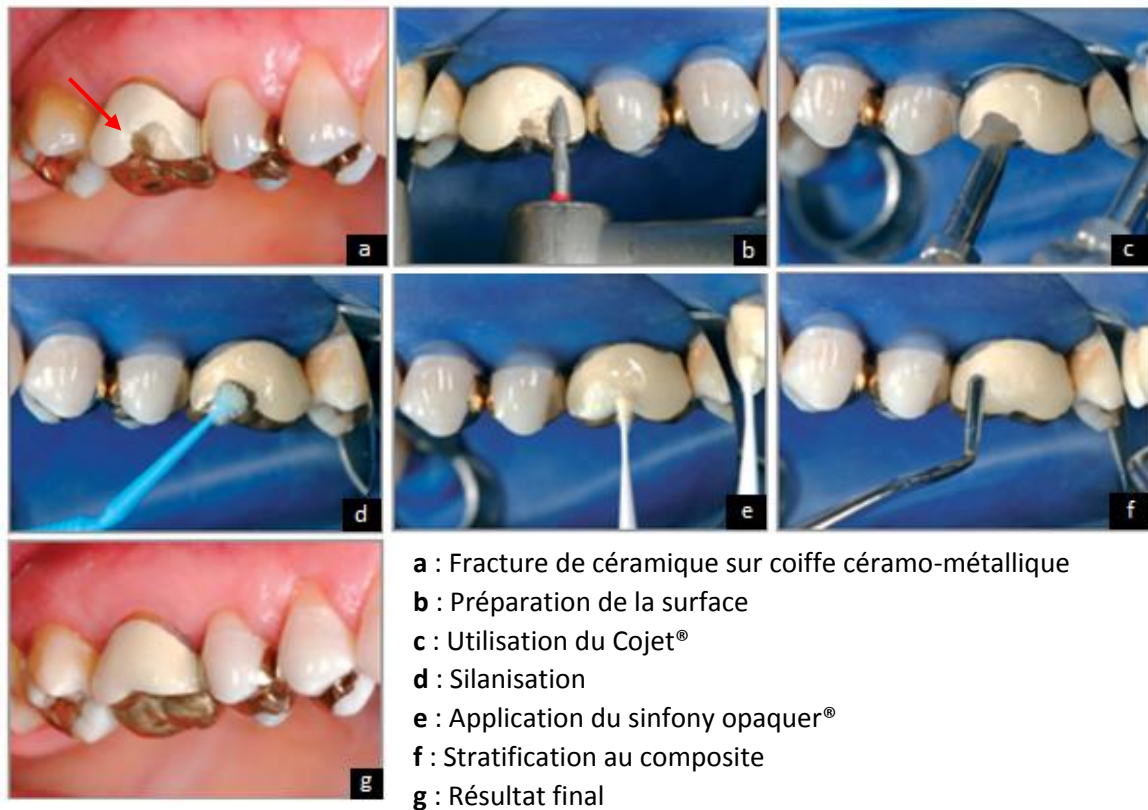 a
b
c
d
e
f
g
a : Fracture de céramique sur coiffe céramo-métallique
b : Préparation de la surface
c : Utilisation du Cojet®
d : Silanisation
e : Application du sinfony opaquer®
f : Stratification au composite
g : Résultat final